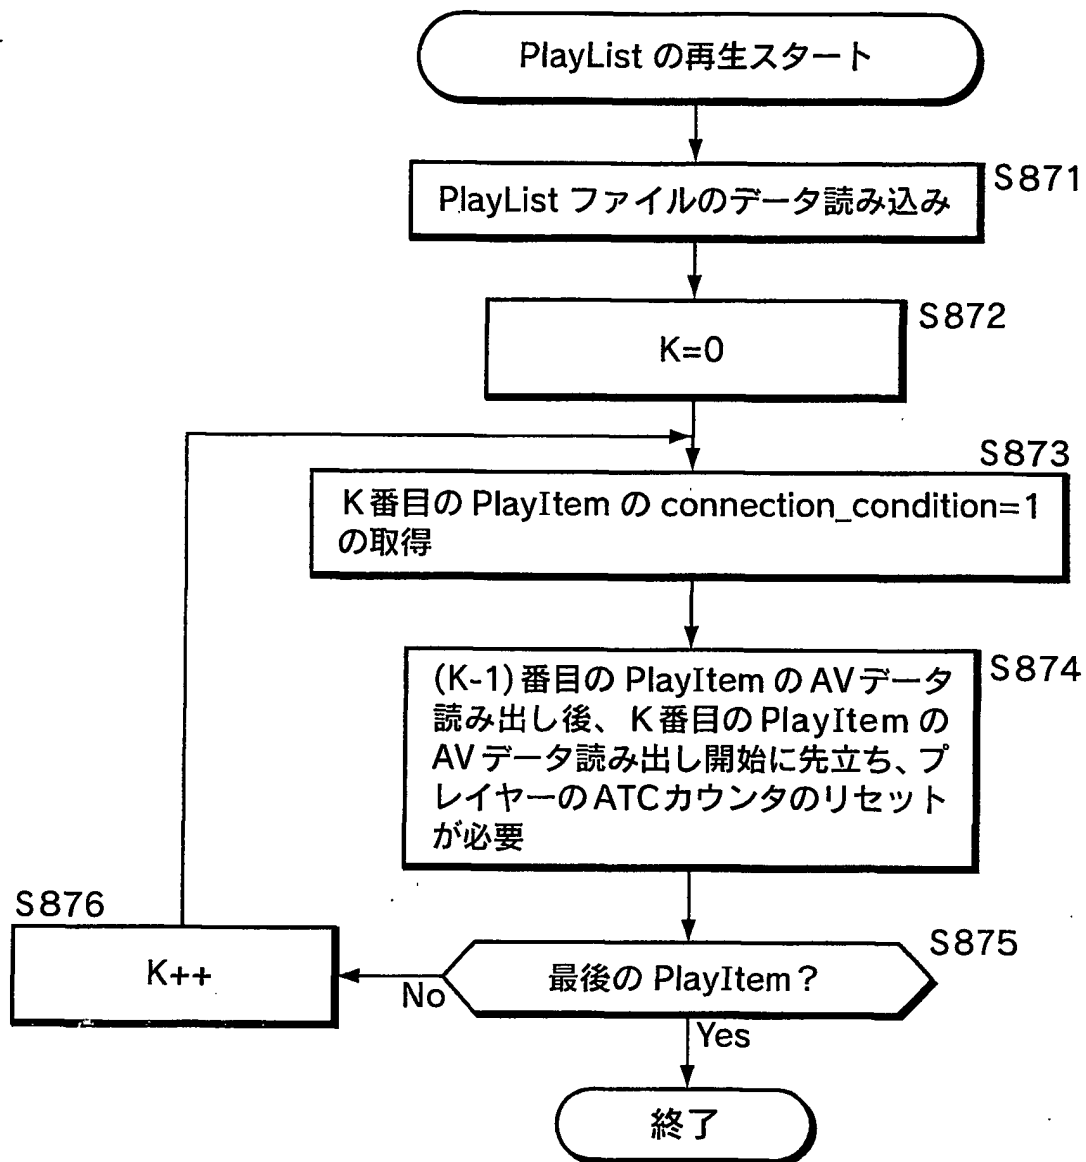 PlayList の再生スタート
S871
PlayList ファイルのデータ読み込み
S872
K=0
S873
K番目の PlayItem の connection_condition=1
の取得
S874
(K-1)番目の PlayItem の AVデータ
読み出し後、K番目の PlayItem の
AVデータ読み出し開始に先立ち、プ
レイヤーのATCカウンタのリセット
が必要
S875
最後の PlayItem？
S876
K++
No
Yes
終了